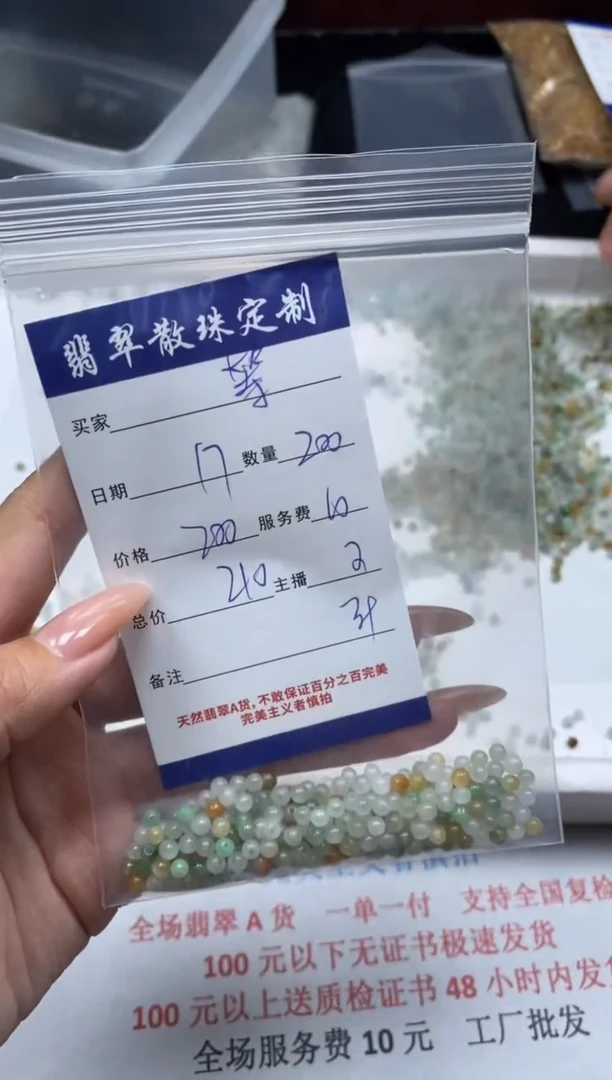 翡翠散珠定制
买家
日期 17 数量 200
价格 200 服务费 10
总价 210 主播 2
备注
天然翡翠A货,不敢保证百分之百完美
完美主义者慎拍
全场翡翠A货 一单一付 支持全国复检
100元以下无证书极速发货
100元以上送质检证书48小时内发货
全场服务费10元 工厂批发